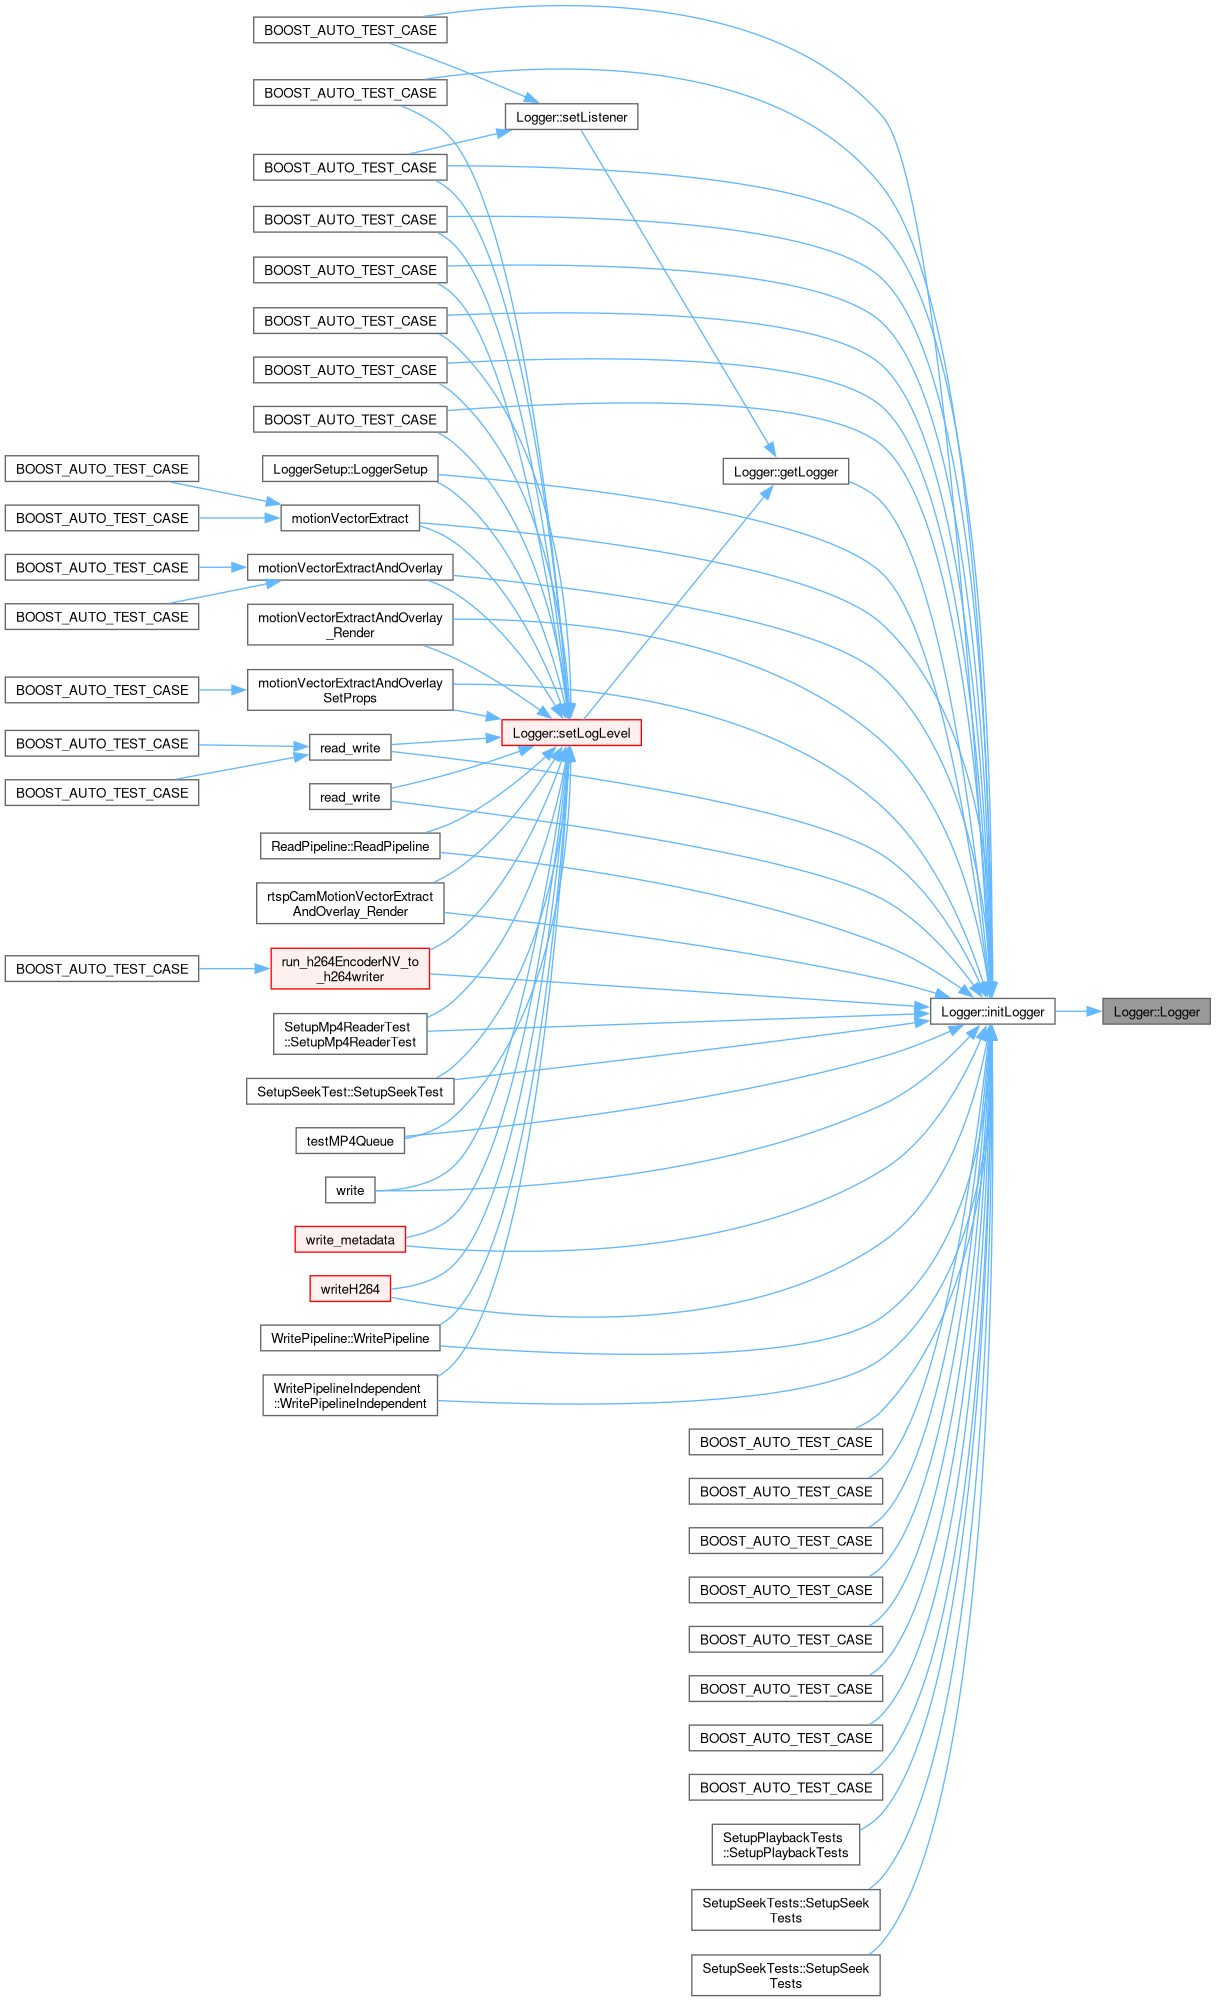 BOOST_AUTO_TEST_CASE
BOOST_AUTO_TEST_CASE
Logger::setListener
BOOST_AUTO_TEST_CASE
BOOST_AUTO_TEST_CASE
BOOST_AUTO_TEST_CASE
BOOST_AUTO_TEST_CASE
BOOST_AUTO_TEST_CASE
BOOST_AUTO_TEST_CASE
BOOST_AUTO_TEST_CASE
LoggerSetup::LoggerSetup
Logger::getLogger
BOOST_AUTO_TEST_CASE
motionVectorExtract
BOOST_AUTO_TEST_CASE
motionVectorExtractAndOverlay
BOOST_AUTO_TEST_CASE
motionVectorExtractAndOverlay
_Render
BOOST_AUTO_TEST_CASE
motionVectorExtractAndOverlay
SetProps
Logger::setLogLevel
BOOST_AUTO_TEST_CASE
read_write
BOOST_AUTO_TEST_CASE
read_write
ReadPipeline::ReadPipeline
rtspCamMotionVectorExtract
AndOverlay_Render
BOOST_AUTO_TEST_CASE
run_h264EncoderNV_to
_h264writer
Logger::initLogger
Logger::Logger
SetupMp4ReaderTest
::SetupMp4ReaderTest
SetupSeekTest::SetupSeekTest
testMP4Queue
write
write_metadata
writeH264
WritePipeline::WritePipeline
WritePipelineIndependent
::WritePipelineIndependent
BOOST_AUTO_TEST_CASE
BOOST_AUTO_TEST_CASE
BOOST_AUTO_TEST_CASE
BOOST_AUTO_TEST_CASE
BOOST_AUTO_TEST_CASE
BOOST_AUTO_TEST_CASE
BOOST_AUTO_TEST_CASE
BOOST_AUTO_TEST_CASE
SetupPlaybackTests
::SetupPlaybackTests
SetupSeekTests::SetupSeek
Tests
SetupSeekTests::SetupSeek
Tests